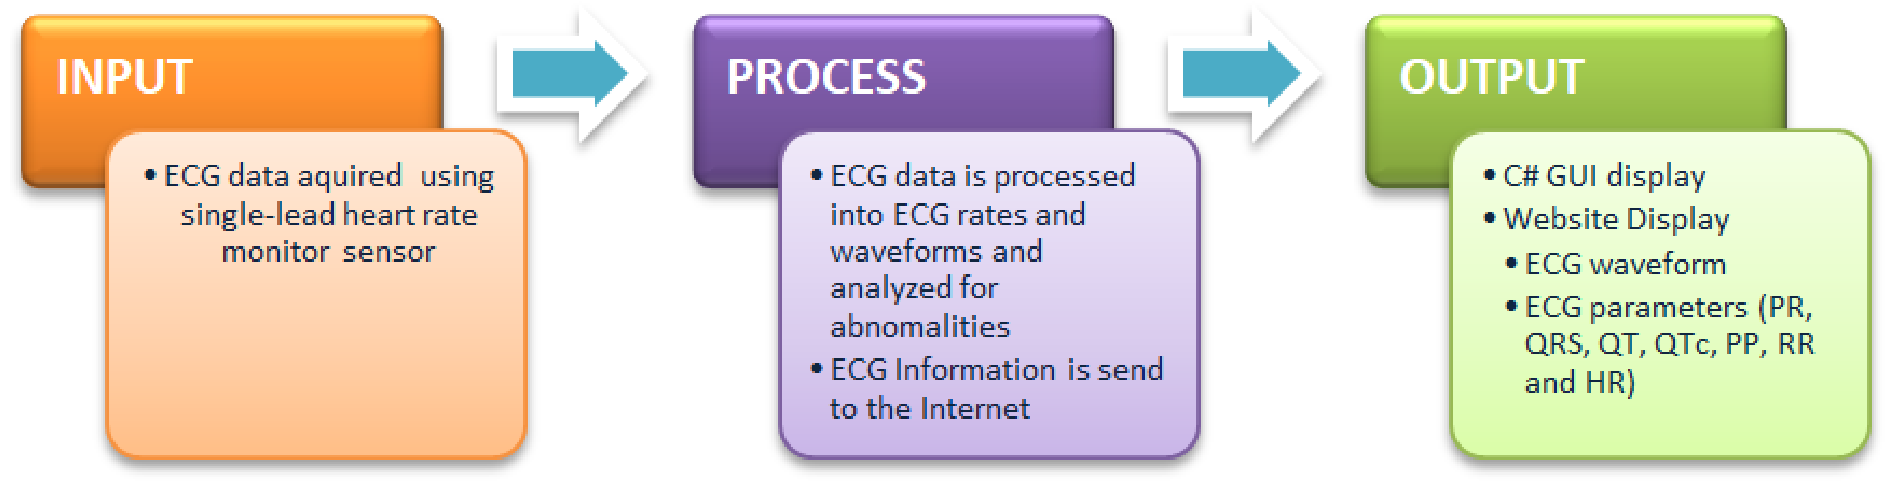 INPUT
• ECG data aquired using
single-lead heart rate
monitor sensor
PROCESS
• ECG data is processed
into ECG rates and
waveforms and
analyzed for
abnomalities
• ECG Information is send
to the Internet
OUTPUT
• C# GUI display
• Website Display
• ECG waveform
• ECG parameters (PR,
QRS, QT, QTc, PP, RR
and HR)